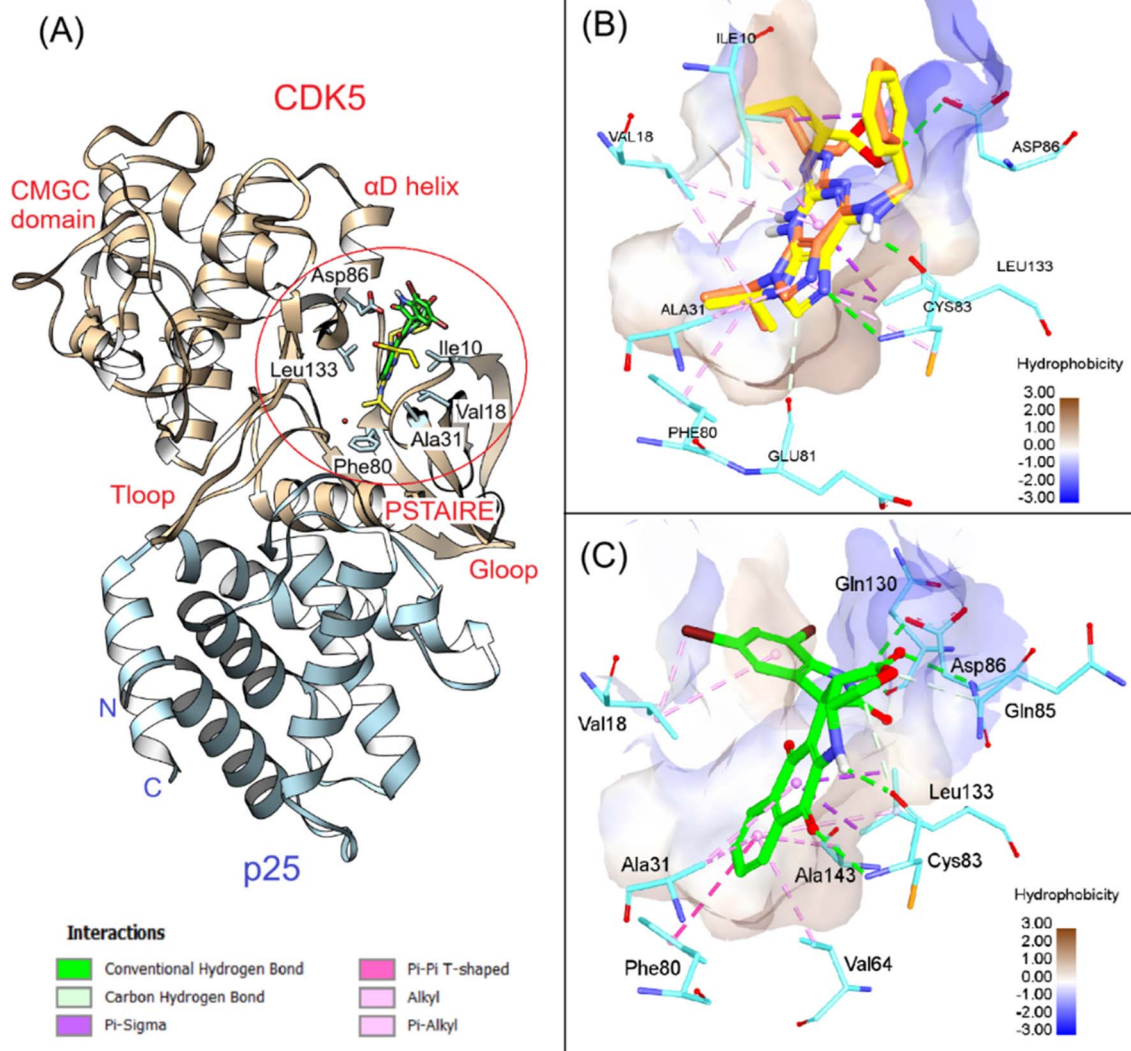 (A)
CDK5
CMGC
domain
αD helix
Asp86
Leu133
Ile10
Val18
Ala31
Phe80
Tloop
PSTAIRE
Gloop
N
C
p25
Interactions
Conventional Hydrogen Bond
Carbon Hydrogen Bond
Pi-Sigma
Pi-Pi T-shaped
Alkyl
Pi-Alkyl
(B)
ILE10
VAL18
ASP86
LEU133
CYS83
ALA31
PHE80
GLU81
Hydrophobicity
3.00
2.00
1.00
0.00
-1.00
-2.00
-3.00
(C)
Gln130
Asp86
Gln85
Val18
Leu133
Cys83
Ala31
Ala143
Phe80
Val64
Hydrophobicity
3.00
2.00
1.00
0.00
-1.00
-2.00
-3.00